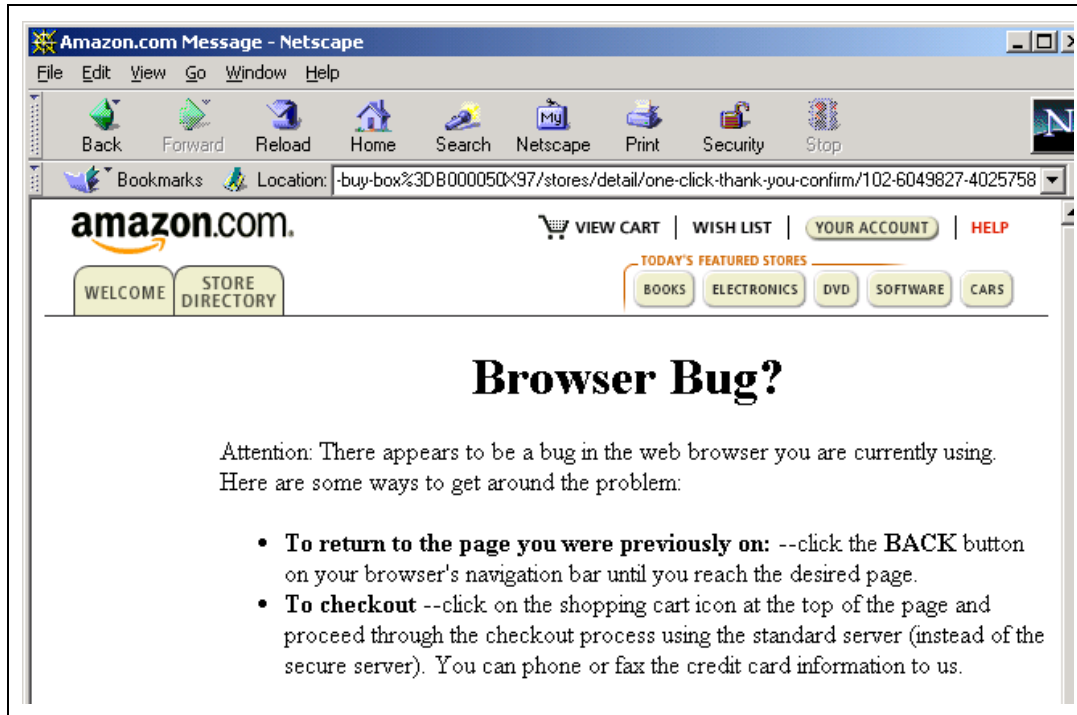 Amazon.com Message - Netscape
File Edit View Go Window Help
Back Forward Reload Home Search Netscape Print Security Stop
My
N
Bookmarks Location: -buy-box%3DB000050X97/stores/detail/one-click-thank-you-confirm/102-6049827-4025758
amazon.com.
VIEW CART | WISH LIST | YOUR ACCOUNT | HELP
TODAY'S FEATURED STORES
WELCOME STORE DIRECTORY
BOOKS ELECTRONICS DVD SOFTWARE CARS
Browser Bug?
Attention: There appears to be a bug in the web browser you are currently using.
Here are some ways to get around the problem:
• To return to the page you were previously on: --click the BACK button
on your browser's navigation bar until you reach the desired page.
• To checkout --click on the shopping cart icon at the top of the page and
proceed through the checkout process using the standard server (instead of the
secure server). You can phone or fax the credit card information to us.